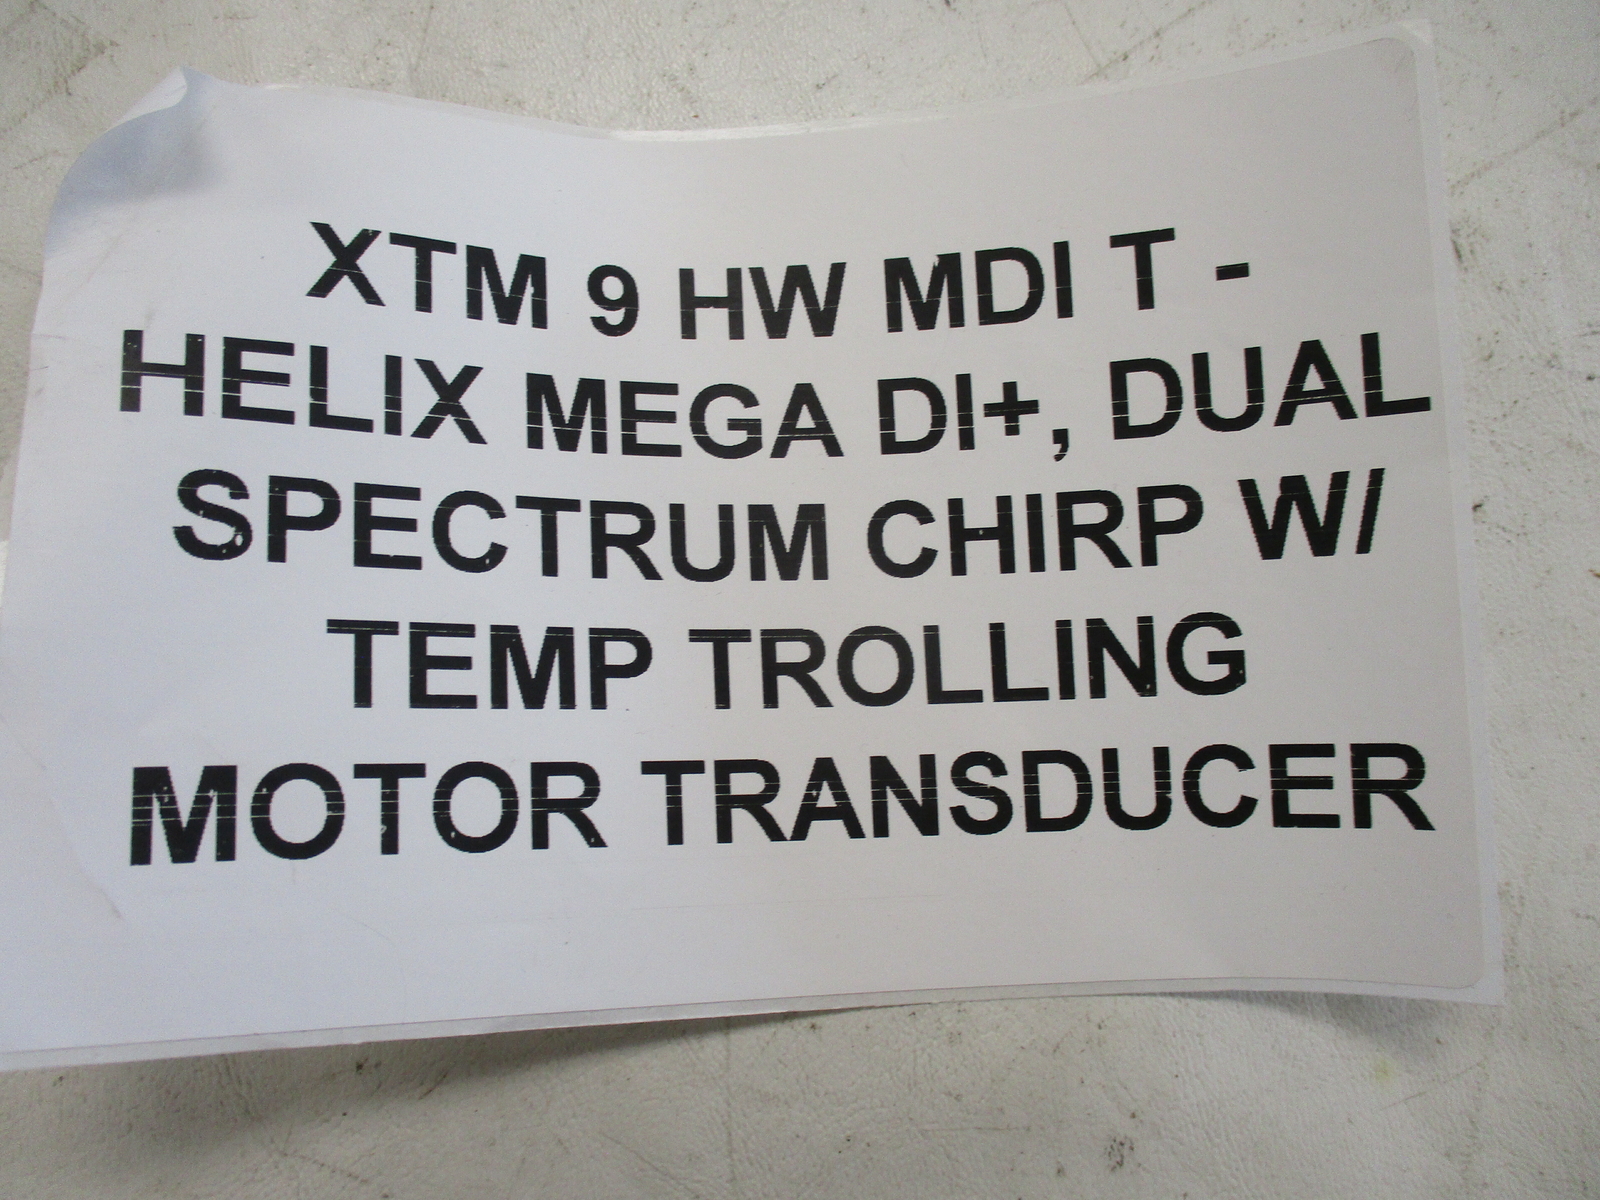 XTM 9 HW MDI T -
HELIX MEGA DI+, DUAL
SPECTRUM CHIRP W/
TEMP TROLLING
MOTOR TRANSDUCER